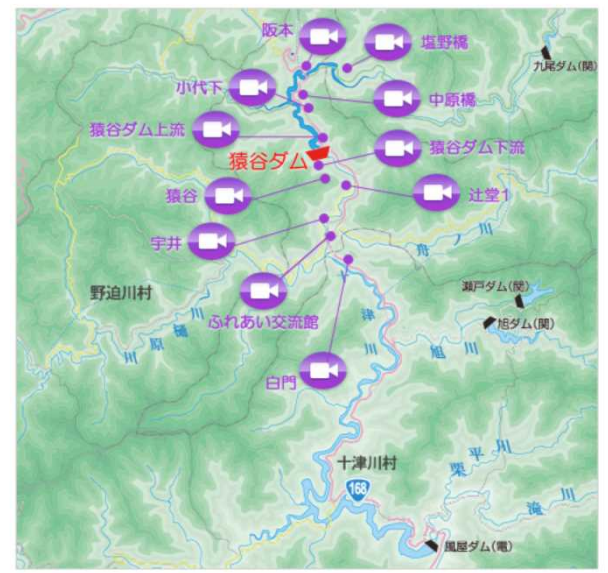 阪本
塩野橋
九尾ダム(関)
小代下
中原橋
猿谷ダム上流
猿谷ダム下流
猿谷ダム
猿谷
辻堂1
宇井
舟ノ川
瀬戸ダム(関)
野迫川村
ふれあい交流館
旭ダム(関)
川原樋川
津川
旭川
白門
十津川村
栗平川
168
滝川
風屋ダム(電)